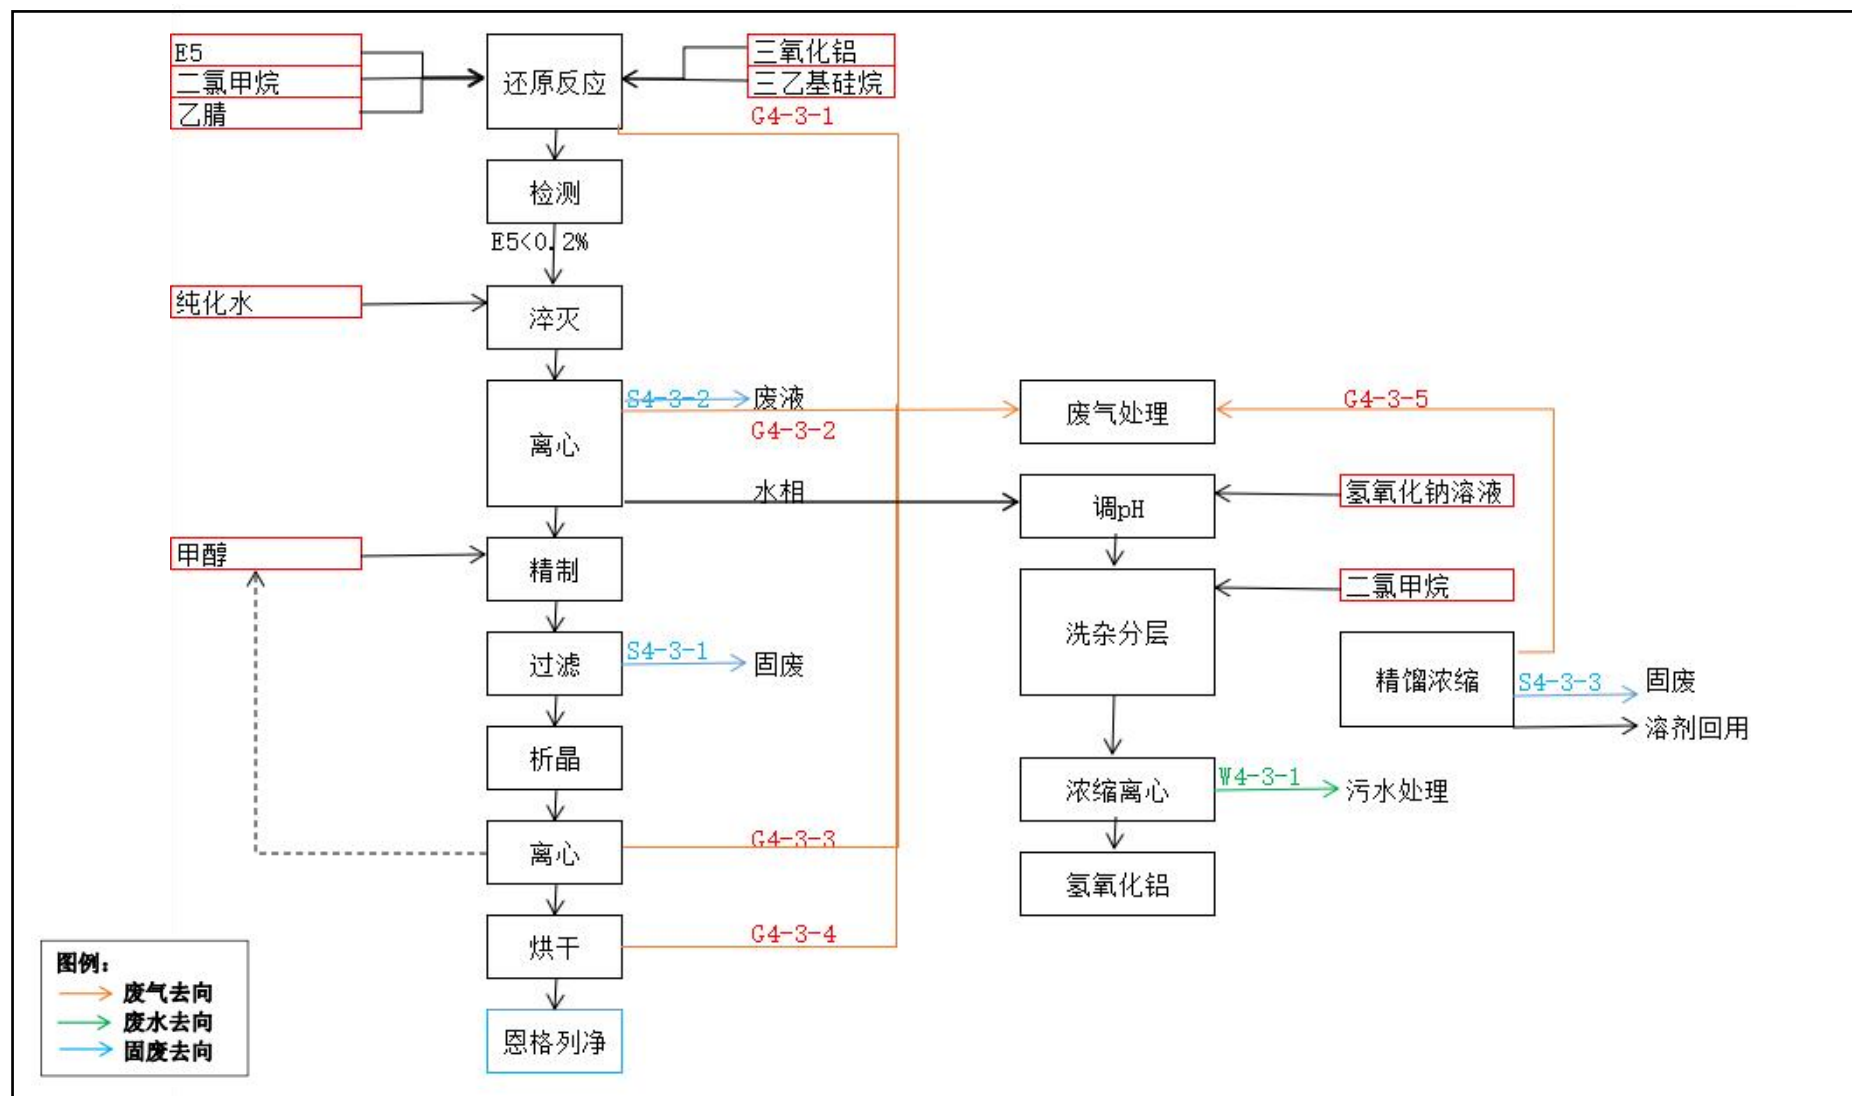 E5
二氯甲烷
乙腈
还原反应
三氧化铝
三乙基硅烷
G4-3-1
检测
E5<0.2%
纯化水
淬灭
离心
S4-3-2
废液
G4-3-2
废气处理
G4-3-5
水相
调pH
氢氧化钠溶液
甲醇
精制
二氯甲烷
洗杂分层
过滤
S4-3-1
固废
精馏浓缩
S4-3-3
固废
溶剂回用
析晶
浓缩离心
W4-3-1
污水处理
离心
G4-3-3
氢氧化铝
烘干
G4-3-4
恩格列净
图例：
废气去向
废水去向
固废去向